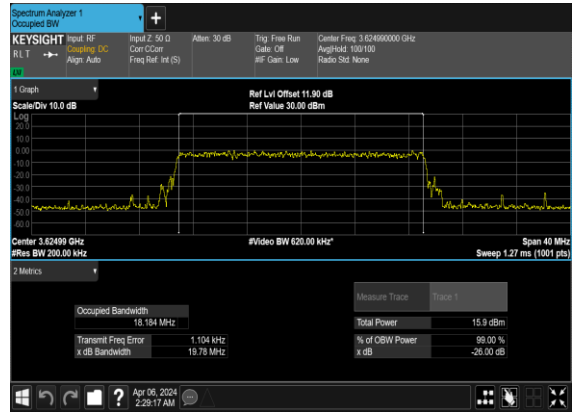 Spectrum Analyzer 1
Occupied BW
KEYSIGHT Input: RF Input Z: 50 Ω Atten: 30 dB Trig: Free Run Center Freq: 3.624990000 GHz
RLT Coupling: DC Corr CCorr Gate: Off Avg|Hold: 100/100
Align: Auto Freq Ref: Int (S) #IF Gain: Low Radio Std: None
1 Graph
Ref Lvl Offset 11.90 dB
Scale/Div 10.0 dB Ref Value 30.00 dBm
Log
20.0
10.0
0.00
-10.0
-20.0
-30.0
-40.0
-50.0
-60.0
Center 3.62499 GHz #Video BW 620.00 kHz* Span 40 MHz
#Res BW 200.00 kHz Sweep 1.27 ms (1001 pts)
2 Metrics
Measure Trace Trace 1
Occupied Bandwidth
18.184 MHz Total Power 15.9 dBm
Transmit Freq Error 1.104 kHz % of OBW Power 99.00 %
x dB Bandwidth 19.78 MHz x dB -26.00 dB
? Apr 06, 2024
2:29:17 AM